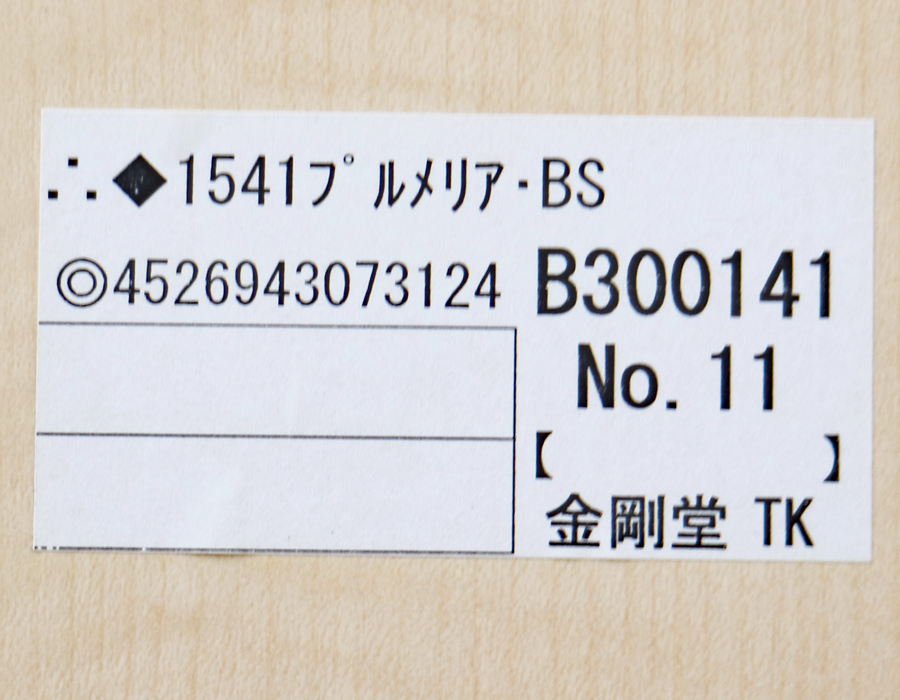 ∴◆1541プルメリア・BS
◎4526943073124
B300141
No. 11
【 】
金剛堂 TK